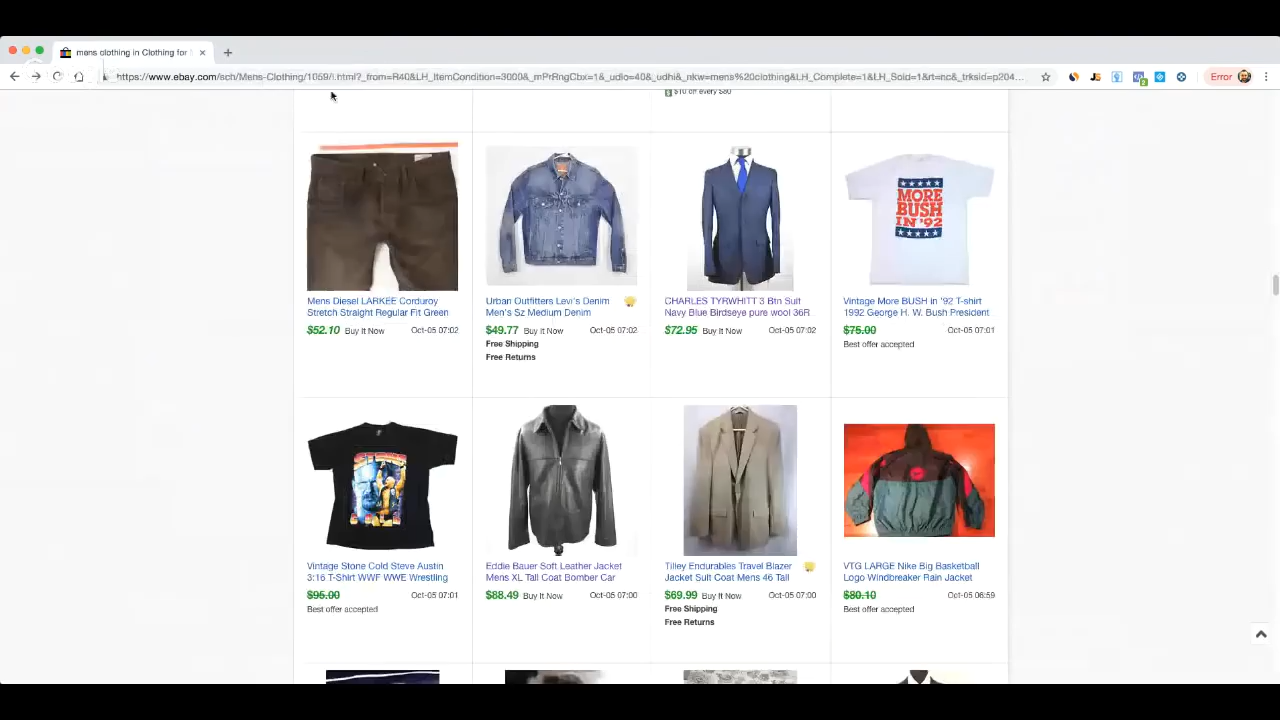 mens clothing in Clothing for
https://www.ebay.com/sch/Mens-Clothing/1059/i.html?_from=R40&LH_ItemCondition=3000&_mPrRngCbx=1&_udlo=40&_udhi&_nkw=mens%20clothing&LH_Complete=1&LH_Sold=1&rt=nc&_trksid=p204...
Error
$10 off every $80
MORE
BUSH
IN '92
Mens Diesel LARKEE Corduroy
Stretch Straight Regular Fit Green
$52.10 Buy It Now Oct-05 07:02
Urban Outfitters Levi's Denim
Men's Sz Medium Denim
$49.77 Buy It Now Oct-05 07:02
Free Shipping
Free Returns
CHARLES TYRWHITT 3 Btn Suit
Navy Blue Birdseye pure wool 36R
$72.95 Buy It Now Oct-05 07:02
Vintage More BUSH in '92 T-shirt
1992 George H. W. Bush President
$75.00 Oct-05 07:01
Best offer accepted
Vintage Stone Cold Steve Austin
3:16 T-Shirt WWF WWE Wrestling
$95.00 Oct-05 07:01
Best offer accepted
Eddie Bauer Soft Leather Jacket
Mens XL Tall Coat Bomber Car
$88.49 Buy It Now Oct-05 07:00
Tilley Endurables Travel Blazer
Jacket Suit Coat Mens 46 Tall
$69.99 Buy It Now Oct-05 07:00
Free Shipping
Free Returns
VTG LARGE Nike Big Basketball
Logo Windbreaker Rain Jacket
$80.10 Oct-05 06:59
Best offer accepted